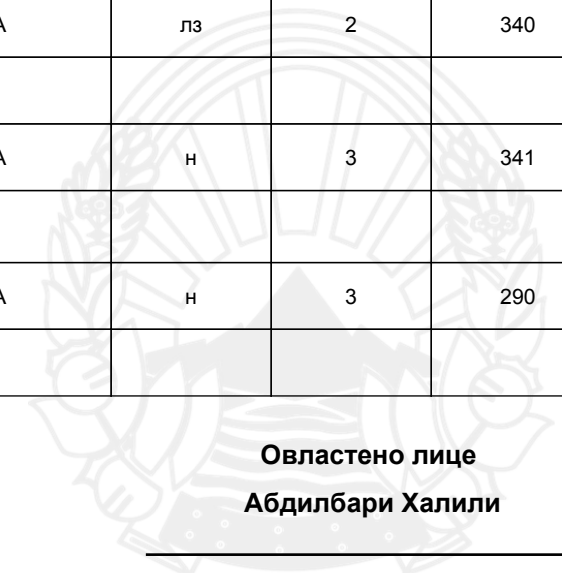 А лз 2 340
А н 3 341
А н 3 290
Овластено лице
Абдилбари Халили